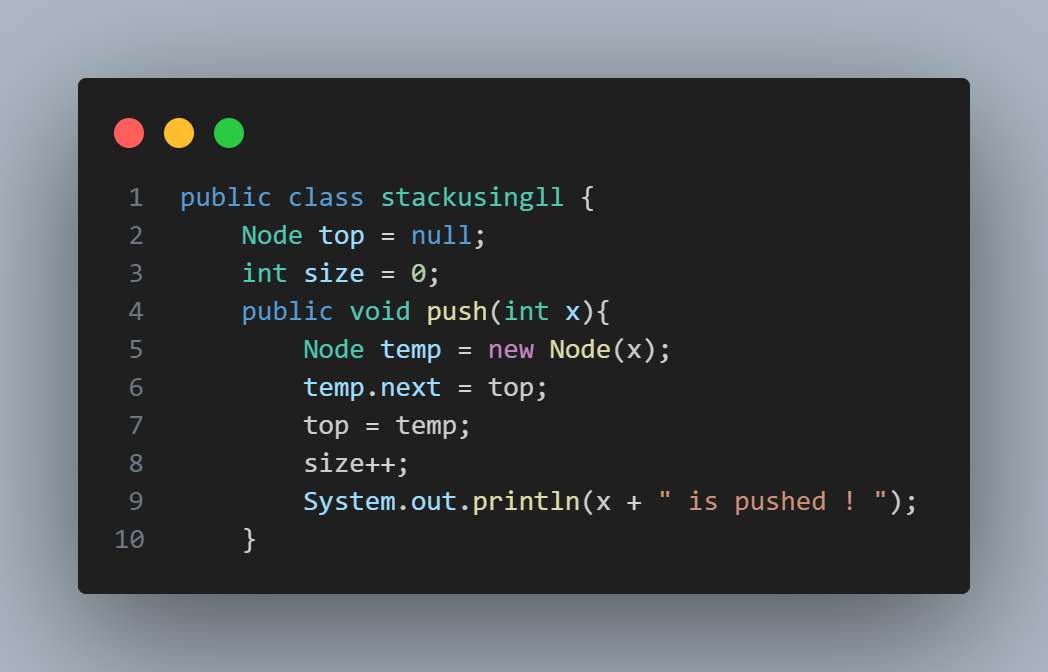 1 public class stackusingll {
2     Node top = null;
3     int size = 0;
4     public void push(int x){
5         Node temp = new Node(x);
6         temp.next = top;
7         top = temp;
8         size++;
9         System.out.println(x + " is pushed ! ");
10     }